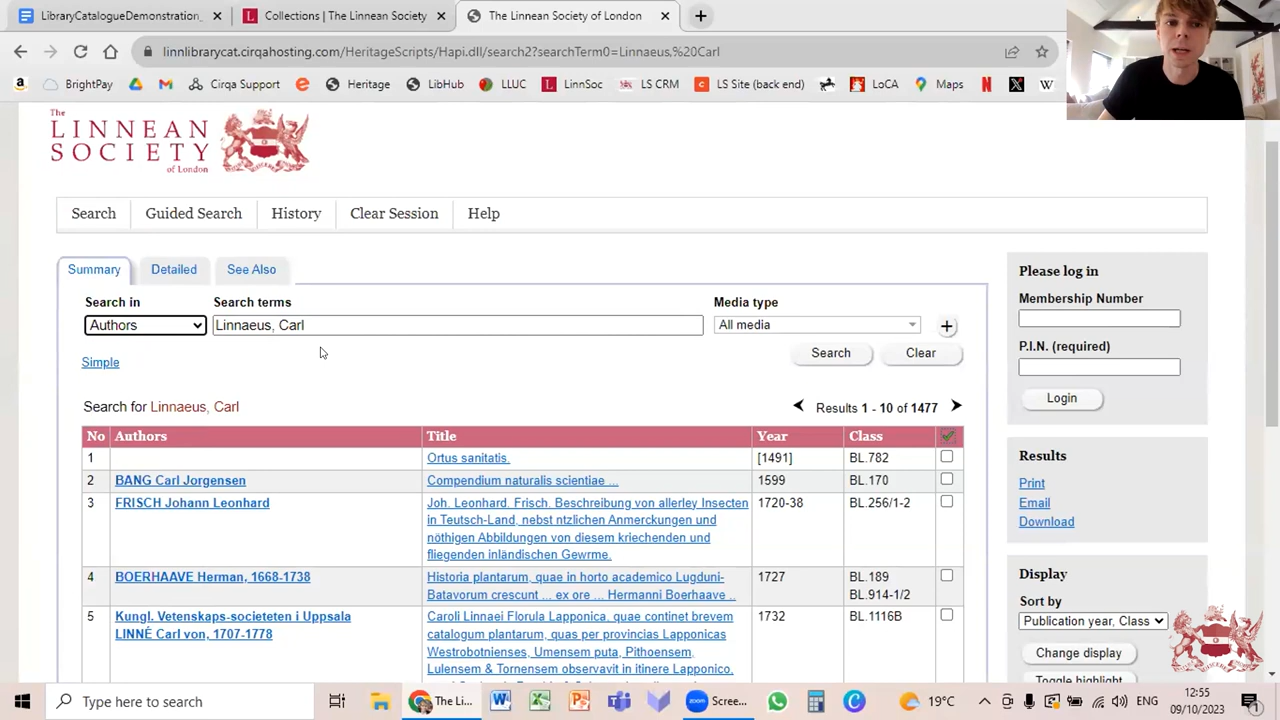 LibraryCatalogueDemonstration_
Collections | The Linnean Society
The Linnean Society of London
linnlibrarycat.cirqahosting.com/HeritageScripts/Hapi.dll/search2?searchTerm0=Linnaeus,%20Carl
BrightPay
Cirqa Support
Heritage
LibHub
LLUC
LinnSoc
LS CRM
LS Site (back end)
LoCA
Maps
The
LINNEAN
SOCIETY
of London
Search
Guided Search
History
Clear Session
Help
Summary
Detailed
See Also
Search in
Search terms
Media type
Authors
Linnaeus, Carl
All media
Simple
Search
Clear
Search for Linnaeus, Carl
Results 1 - 10 of 1477
No Authors Title Year Class
1 Ortus sanitatis. [1491] BL.782
2 BANG Carl Jorgensen Compendium naturalis scientiae ... 1599 BL.170
3 FRISCH Johann Leonhard Joh. Leonhard. Frisch. Beschreibung von allerley Insecten 1720-38 BL.256/1-2
in Teutsch-Land, nebst ntzlichen Anmerckungen und
nöthigen Abbildungen von diesem kriechenden und
fliegenden inländischen Gewrme.
4 BOERHAAVE Herman, 1668-1738 Historia plantarum, quae in horto academico Lugduni- 1727 BL.189
Batavorum crescunt ... ex ore ... Hermanni Boerhaave .. BL.914-1/2
5 Kungl. Vetenskaps-societeten i Uppsala Caroli Linnaei Florula Lapponica, quae continet brevem 1732 BL.1116B
LINNÉ Carl von, 1707-1778 catalogum plantarum, quas per provincias Lapponicas
Westrobotnienses, Umensem puta, Pithoensem,
Lulensem & Tornensem observavit in itinere Lapponico,
Please log in
Membership Number
P.I.N. (required)
Login
Results
Print
Email
Download
Display
Sort by
Publication year, Class
Change display
Toggle highlight
Type here to search
The Li...
Scree...
19°C
ENG
12:55
09/10/2023